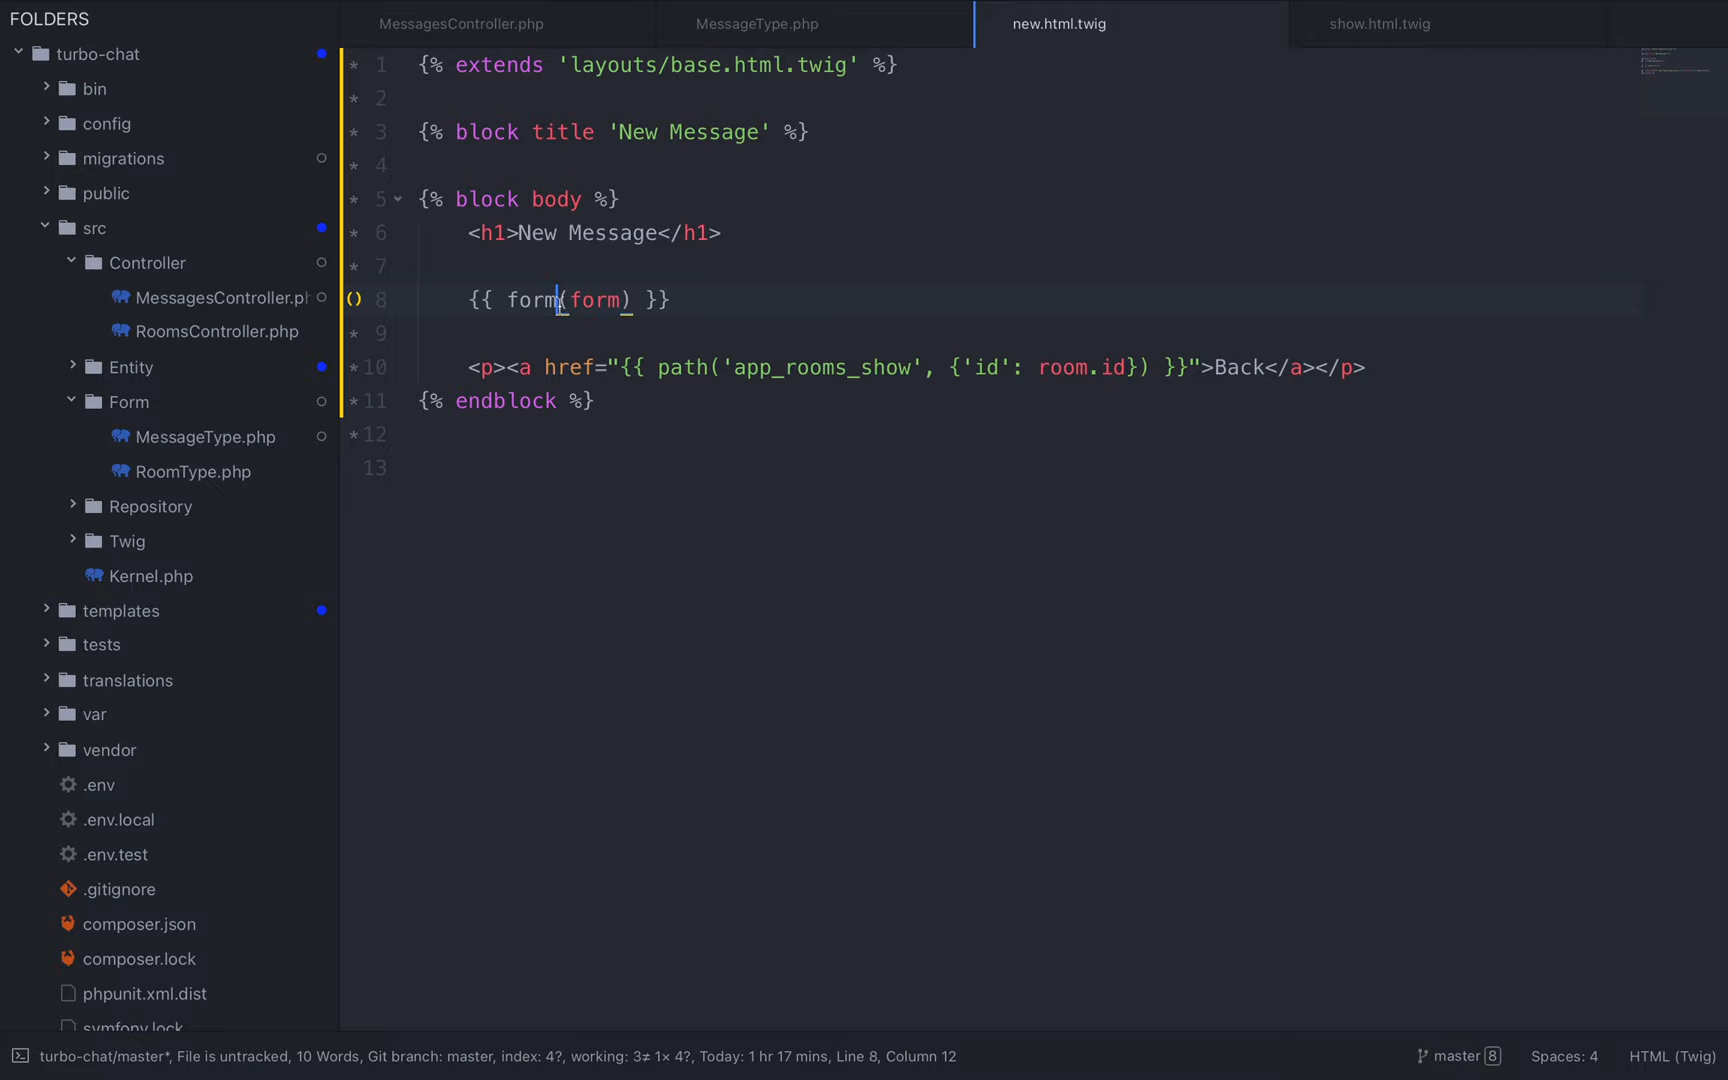 FOLDERS
turbo-chat
bin
config
migrations
public
src
Controller
MessagesController.ph
RoomsController.php
Entity
Form
MessageType.php
RoomType.php
Repository
Twig
Kernel.php
templates
tests
translations
var
vendor
.env
.env.local
.env.test
.gitignore
composer.json
composer.lock
phpunit.xml.dist
symfony.lock
MessagesController.php MessageType.php new.html.twig show.html.twig
* 1 {% extends 'layouts/base.html.twig' %}
* 2
* 3 {% block title 'New Message' %}
* 4
* 5 {% block body %}
* 6 <h1>New Message</h1>
* 7
() 8 {{ form(form) }}
* 9
* 10 <p><a href="{{ path('app_rooms_show', {'id': room.id}) }}">Back</a></p>
* 11 {% endblock %}
* 12
13
turbo-chat/master*, File is untracked, 10 Words, Git branch: master, index: 4?, working: 3≠ 1× 4?, Today: 1 hr 17 mins, Line 8, Column 12 master 8 Spaces: 4 HTML (Twig)